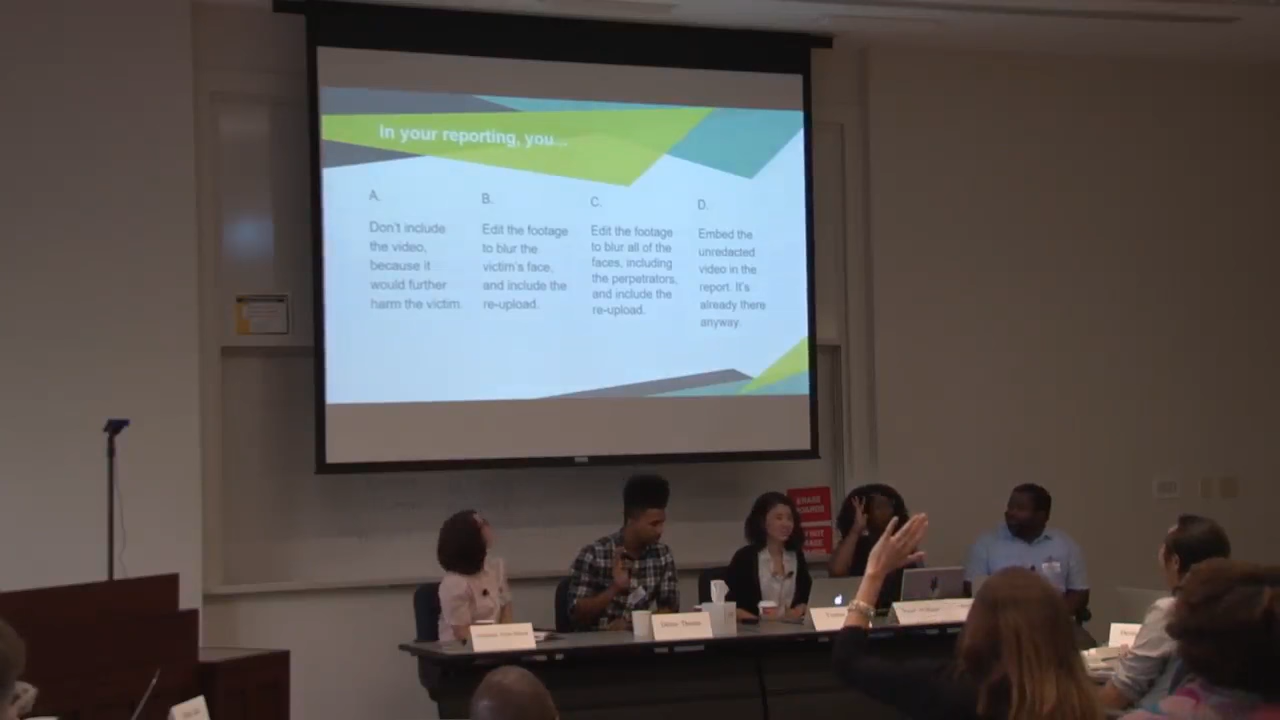 In your reporting, you...
A.
Don't include
the video,
because it
would further
harm the victim.
B.
Edit the footage
to blur the
victim's face,
and include the
re-upload.
C.
Edit the footage
to blur all of the
faces, including
the perpetrators,
and include the
re-upload.
D.
Embed the
unredacted
video in the
report. It's
already there
anyway.
ERASE
BOARDS